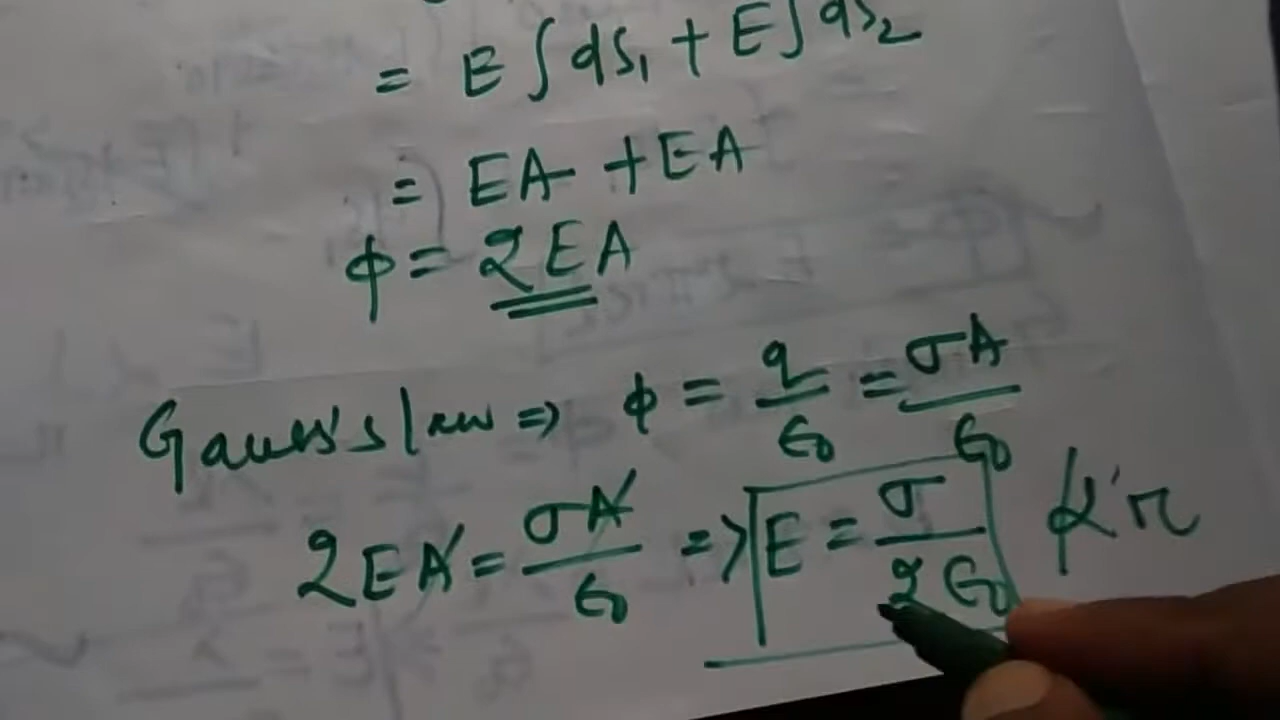 = E ∫ dS₁ + E ∫ dS₂
= EA + EA
ϕ = 2EA
Gauss's law => ϕ = q/ϵ₀ = σA/ϵ₀
2EA = σA/ϵ₀ => E = σ/2ϵ₀